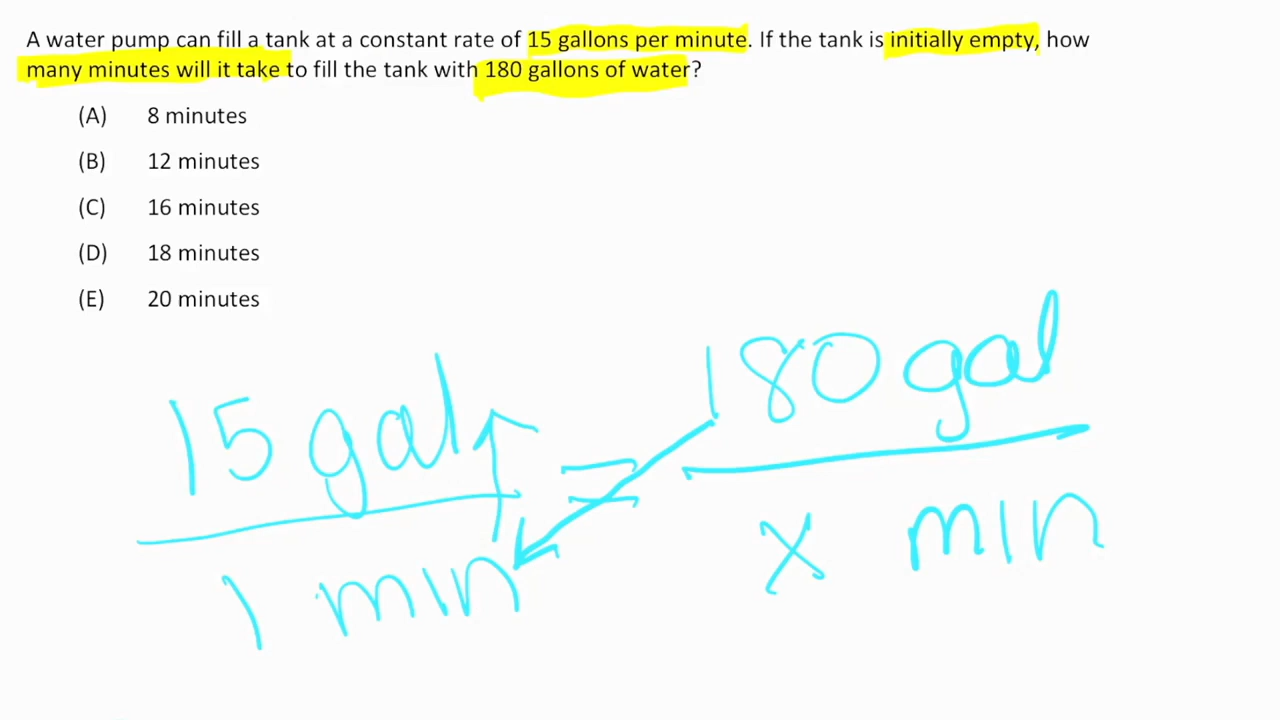 A water pump can fill a tank at a constant rate of 15 gallons per minute. If the tank is initially empty, how
many minutes will it take to fill the tank with 180 gallons of water?
(A) 8 minutes
(B) 12 minutes
(C) 16 minutes
(D) 18 minutes
(E) 20 minutes
15 gal = 180 gal
1 min x min